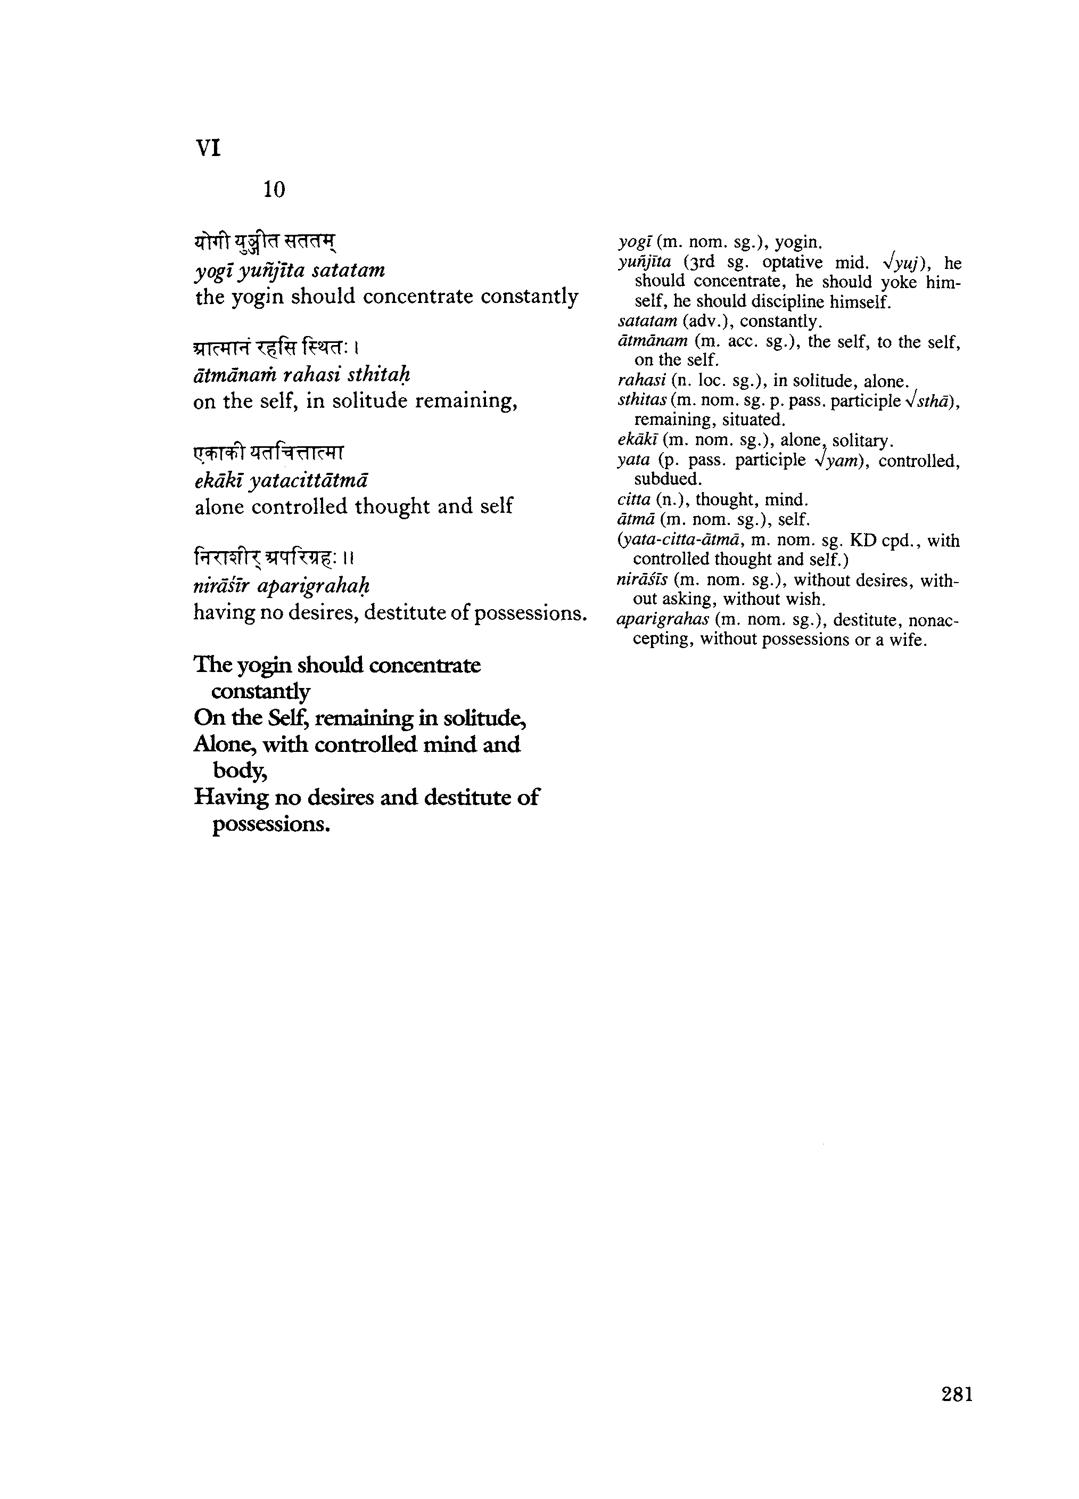 VI
10
योगी युञ्जीत सततम्
yogī yuñjīta satatam
the yogin should concentrate constantly
आत्मानं रहसि स्थितः।
ātmānaṁ rahasi sthitaḥ
on the self, in solitude remaining,
एकाकी यतचित्तात्मा
ekākī yatacittātmā
alone controlled thought and self
निराशीर् अपरिग्रहः॥
nirāśīr aparigrahaḥ
having no desires, destitute of possessions.
The yogin should concentrate
constantly
On the Self, remaining in solitude,
Alone, with controlled mind and
body,
Having no desires and destitute of
possessions.
yogī (m. nom. sg.), yogin.
yuñjīta (3rd sg. optative mid. √yuj), he
should concentrate, he should yoke him-
self, he should discipline himself.
satatam (adv.), constantly.
ātmānam (m. acc. sg.), the self, to the self,
on the self.
rahasi (n. loc. sg.), in solitude, alone.
sthitas (m. nom. sg. p. pass. participle √sthā),
remaining, situated.
ekākī (m. nom. sg.), alone, solitary.
yata (p. pass. participle √yam), controlled,
subdued.
citta (n.), thought, mind.
ātmā (m. nom. sg.), self.
(yata-citta-ātmā, m. nom. sg. KD cpd., with
controlled thought and self.)
nirāśīs (m. nom. sg.), without desires, with-
out asking, without wish.
aparigrahas (m. nom. sg.), destitute, nonac-
cepting, without possessions or a wife.
281